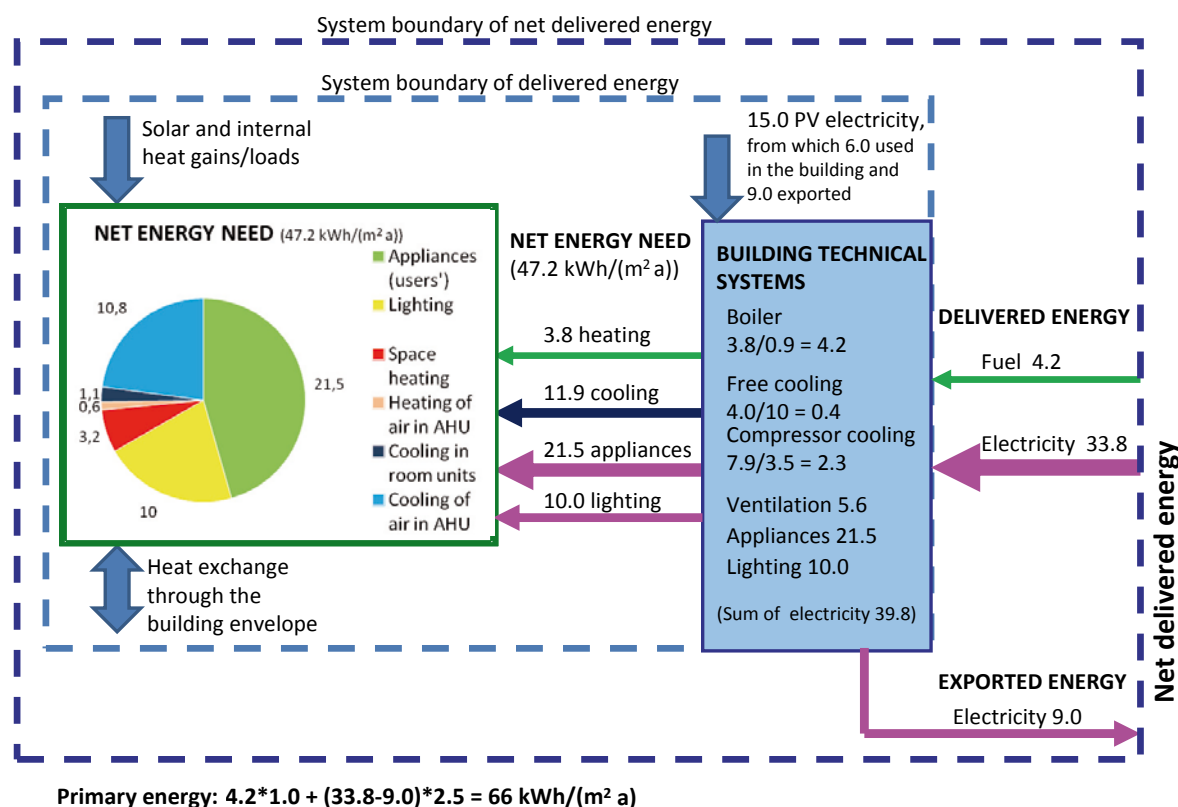 System boundary of net delivered energy
System boundary of delivered energy
Solar and internal
heat gains/loads
15.0 PV electricity,
from which 6.0 used
in the building and
9.0 exported
NET ENERGY NEED (47.2 kWh/(m² a))
Appliances
(users')
Lighting
Space
heating
Heating of
air in AHU
Cooling in
room units
Cooling of
air in AHU
10,8
1,1
0,6
3,2
10
21,5
NET ENERGY NEED
(47.2 kWh/(m² a))
3.8 heating
11.9 cooling
21.5 appliances
10.0 lighting
BUILDING TECHNICAL
SYSTEMS
Boiler
3.8/0.9 = 4.2
Free cooling
4.0/10 = 0.4
Compressor cooling
7.9/3.5 = 2.3
Ventilation 5.6
Appliances 21.5
Lighting 10.0
(Sum of electricity 39.8)
DELIVERED ENERGY
Fuel 4.2
Electricity 33.8
Net delivered energy
Heat exchange
through the
building envelope
EXPORTED ENERGY
Electricity 9.0
Primary energy: 4.2*1.0 + (33.8-9.0)*2.5 = 66 kWh/(m² a)